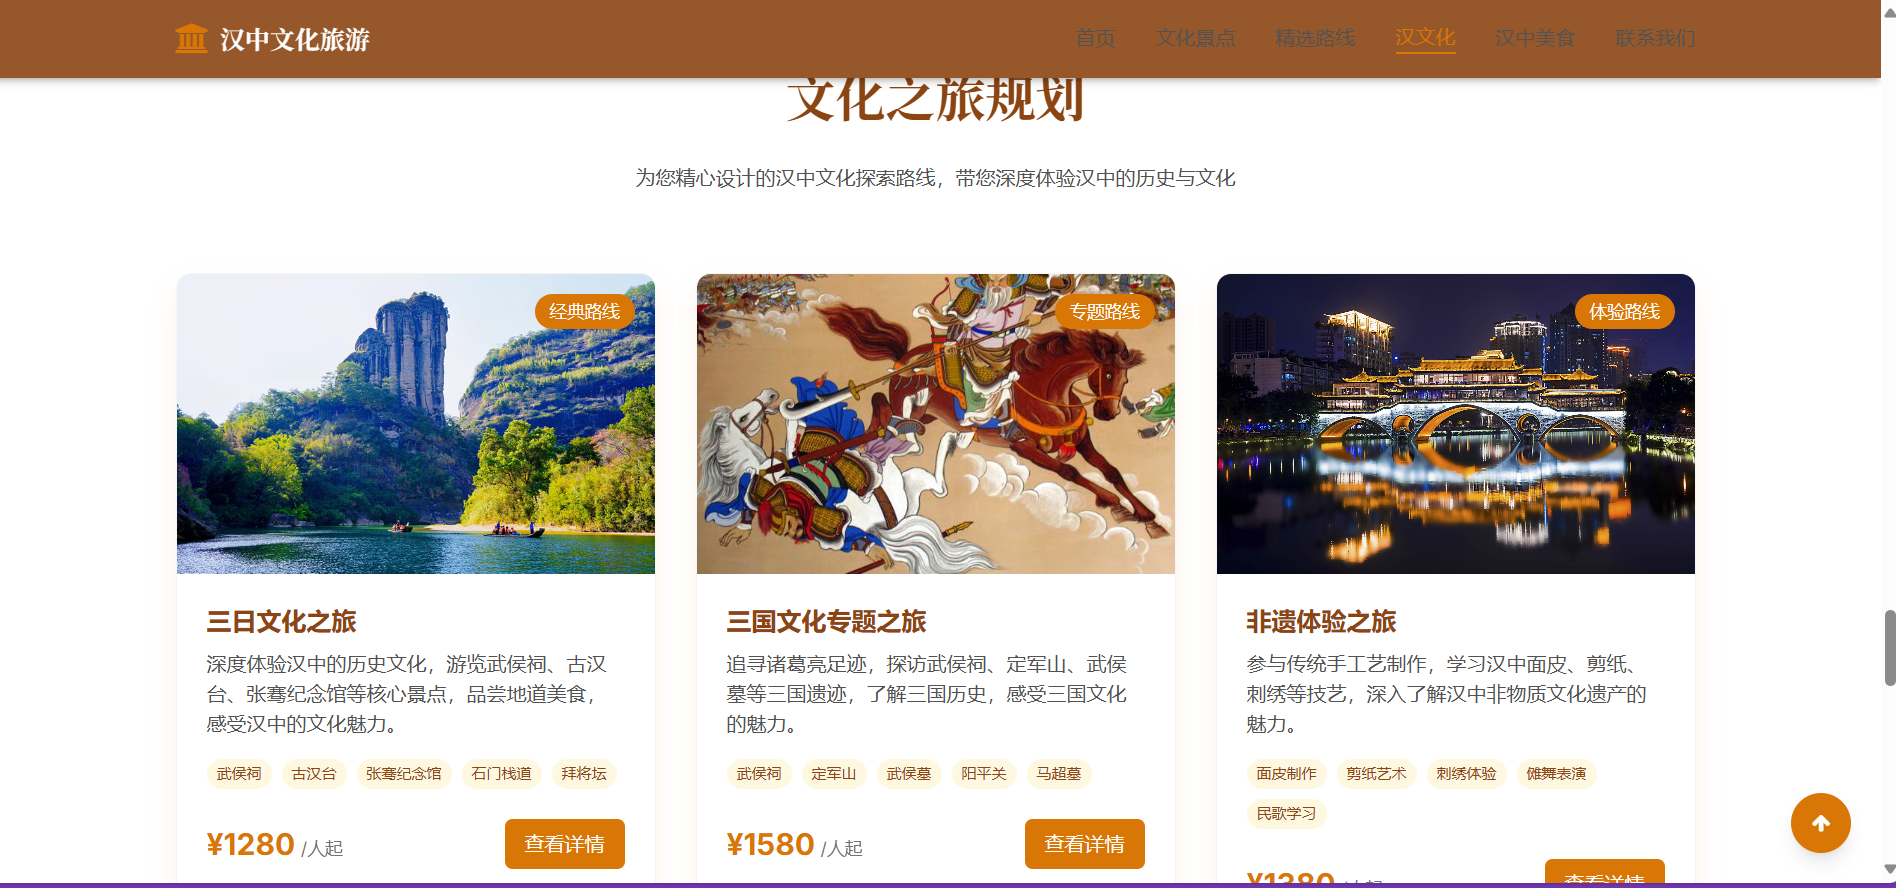 汉中文化旅游
首页 文化景点 精选路线 汉文化 汉中美食 联系我们
文化之旅规划
为您精心设计的汉中文化探索路线，带您深度体验汉中的历史与文化
经典路线
三日文化之旅
深度体验汉中的历史文化，游览武侯祠、古汉
台、张骞纪念馆等核心景点，品尝地道美食，
感受汉中的文化魅力。
武侯祠 古汉台 张骞纪念馆 石门栈道 拜将坛
¥1280 /人起
查看详情
专题路线
三国文化专题之旅
追寻诸葛亮足迹，探访武侯祠、定军山、武侯
墓等三国遗迹，了解三国历史，感受三国文化
的魅力。
武侯祠 定军山 武侯墓 阳平关 马超墓
¥1580 /人起
查看详情
体验路线
非遗体验之旅
参与传统手工艺制作，学习汉中面皮、剪纸、
刺绣等技艺，深入了解汉中非物质文化遗产的
魅力。
面皮制作 剪纸艺术 刺绣体验 傩舞表演
民歌学习
¥1380 /人起
查看详情